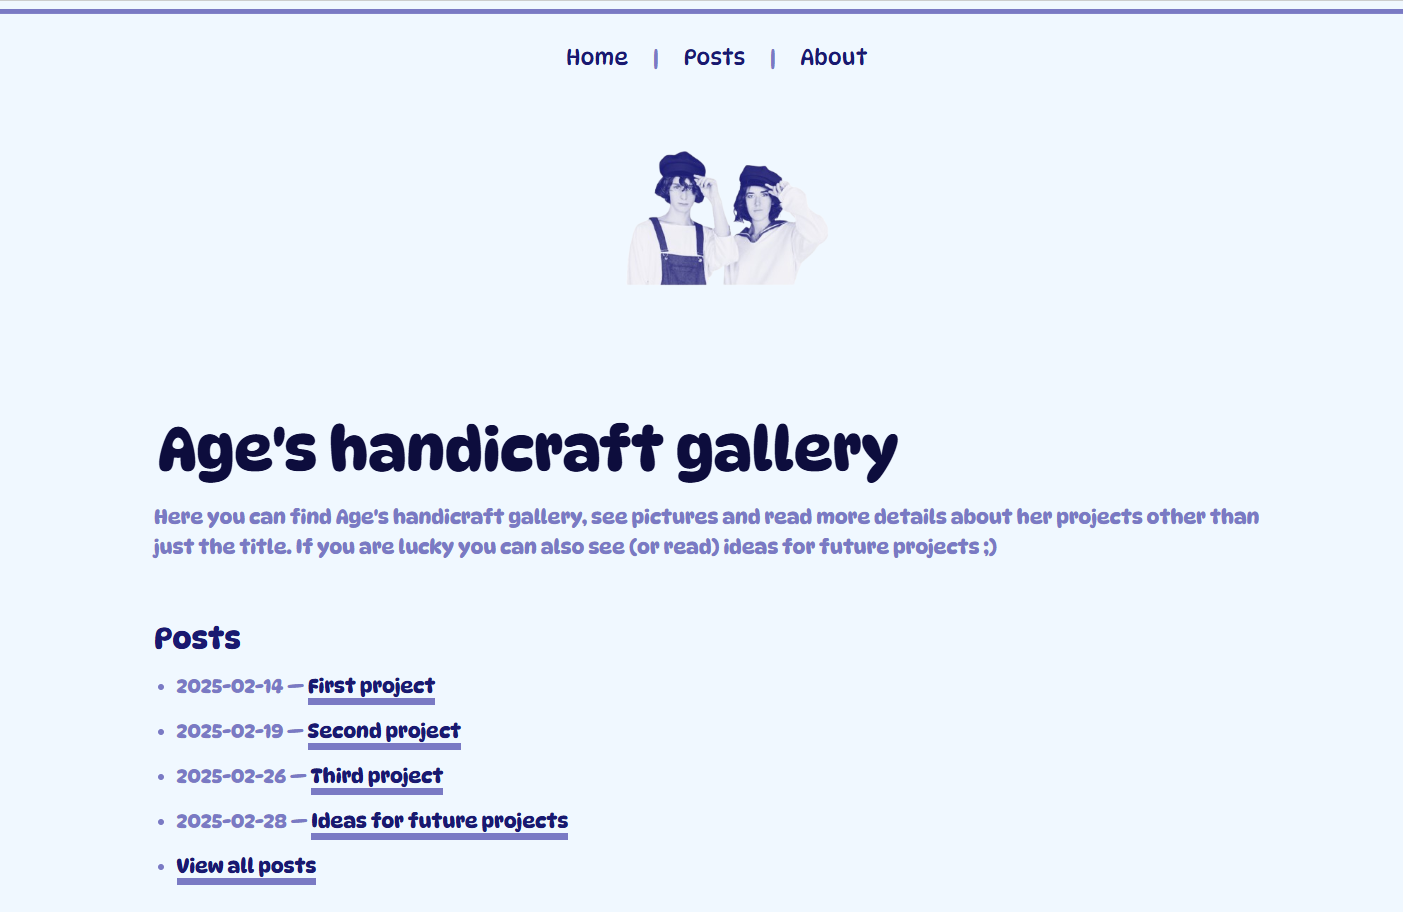 Home | Posts | About
Age's handicraft gallery
Here you can find Age's handicraft gallery, see pictures and read more details about her projects other than
just the title. If you are lucky you can also see (or read) ideas for future projects ;)
Posts
• 2025-02-14 — First project
• 2025-02-19 — Second project
• 2025-02-26 — Third project
• 2025-02-28 — Ideas for future projects
• View all posts